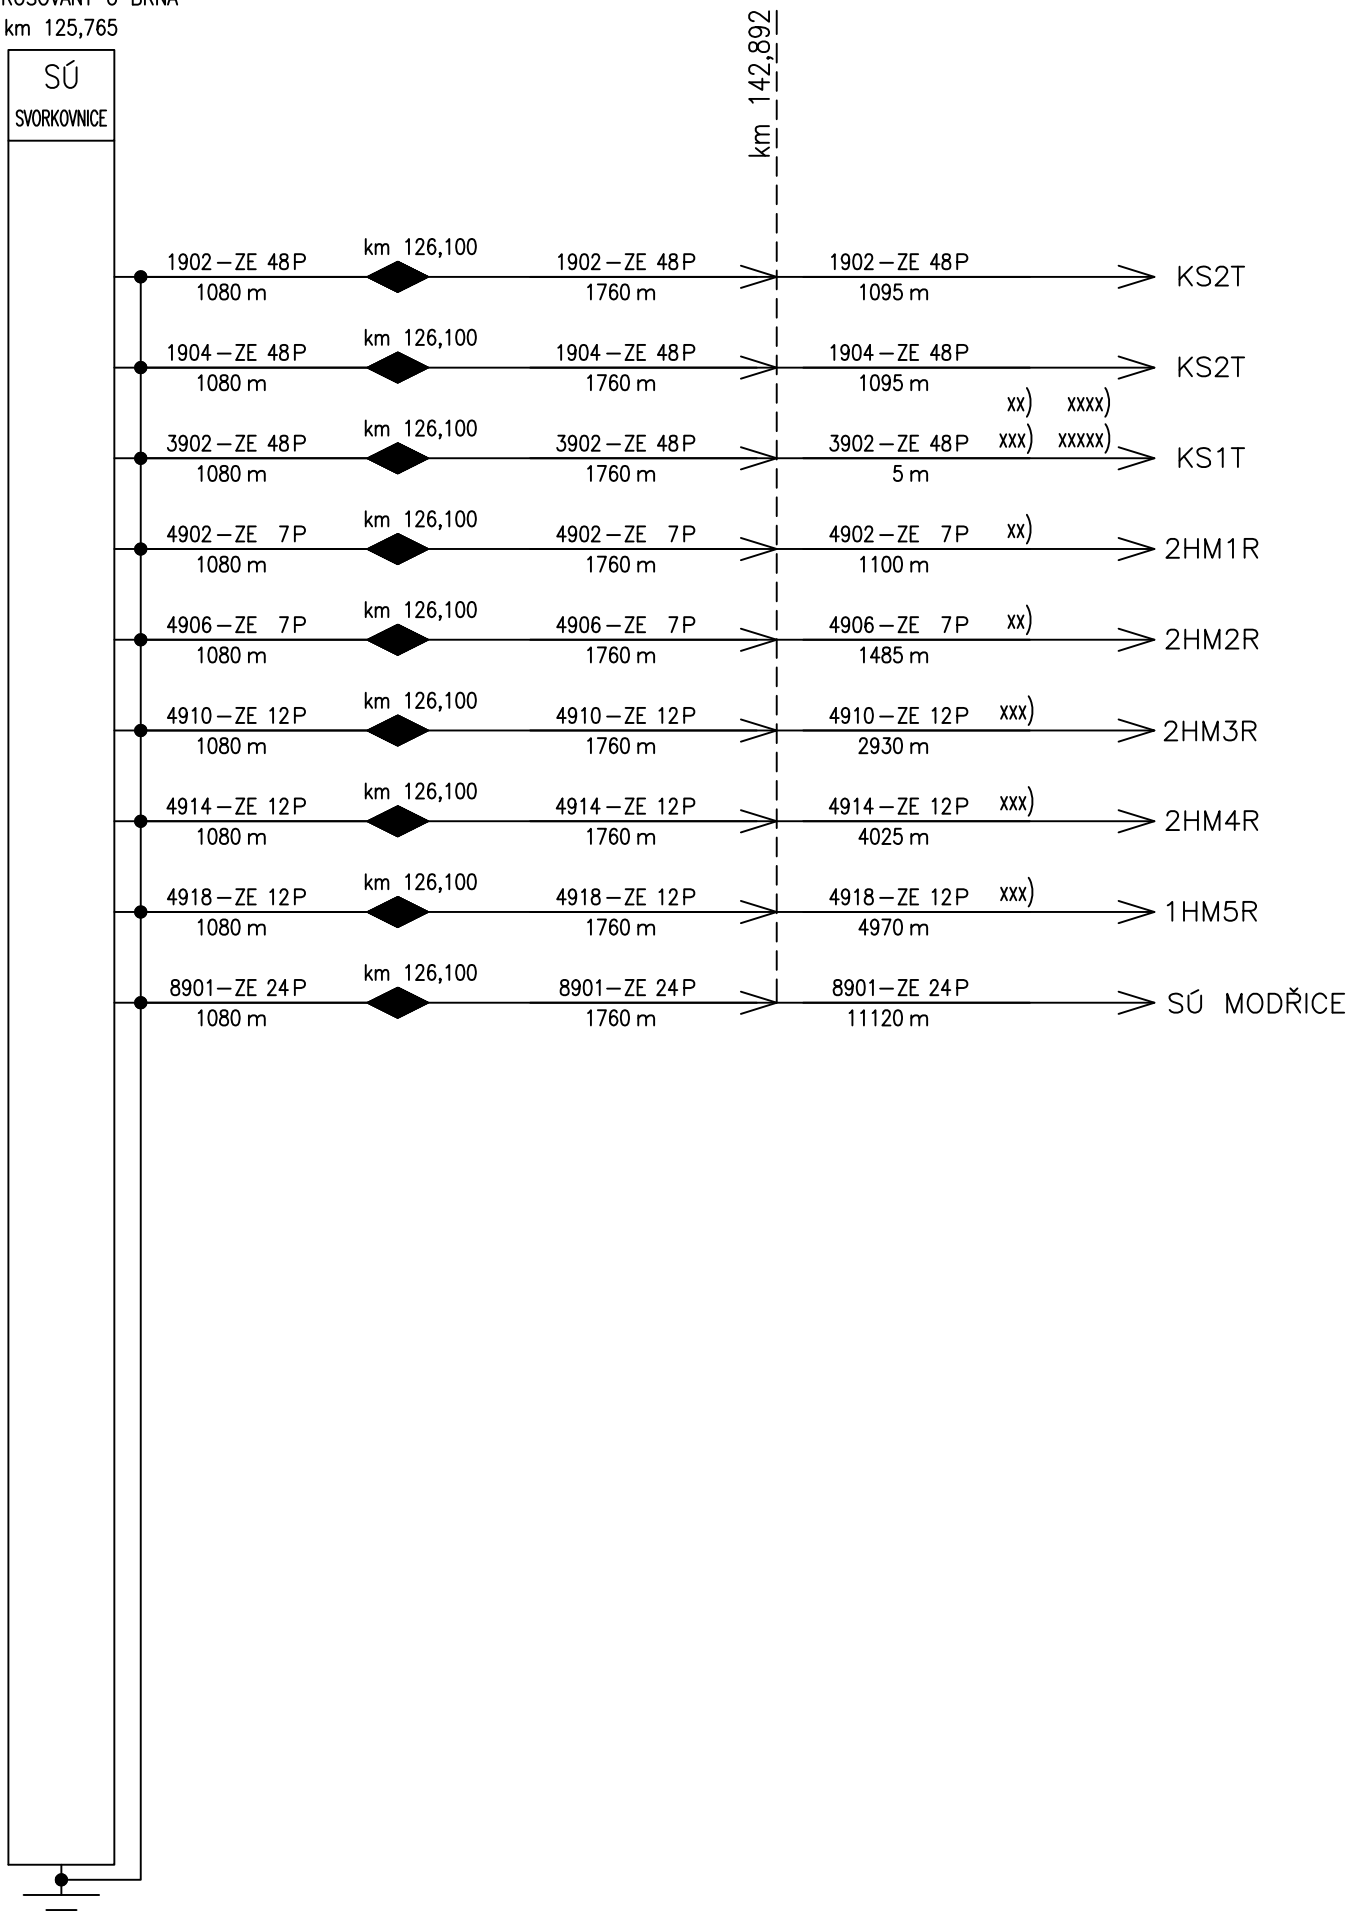 km 125,765
SÚ
SVORKOVNICE
km 142,892
1902-ZE 48P km 126,100 1902-ZE 48P 1902-ZE 48P
1080 m 1760 m 1095 m KS2T
1904-ZE 48P km 126,100 1904-ZE 48P 1904-ZE 48P
1080 m 1760 m 1095 m KS2T
xx) xxxx)
3902-ZE 48P km 126,100 3902-ZE 48P 3902-ZE 48P xxx) xxxxx)
1080 m 1760 m 5 m KS1T
4902-ZE 7P km 126,100 4902-ZE 7P 4902-ZE 7P xx)
1080 m 1760 m 1100 m 2HM1R
4906-ZE 7P km 126,100 4906-ZE 7P 4906-ZE 7P xx)
1080 m 1760 m 1485 m 2HM2R
4910-ZE 12P km 126,100 4910-ZE 12P 4910-ZE 12P xxx)
1080 m 1760 m 2930 m 2HM3R
4914-ZE 12P km 126,100 4914-ZE 12P 4914-ZE 12P xxx)
1080 m 1760 m 4025 m 2HM4R
4918-ZE 12P km 126,100 4918-ZE 12P 4918-ZE 12P xxx)
1080 m 1760 m 4970 m 1HM5R
8901-ZE 24P km 126,100 8901-ZE 24P 8901-ZE 24P
1080 m 1760 m 11120 m SÚ MODŘICE